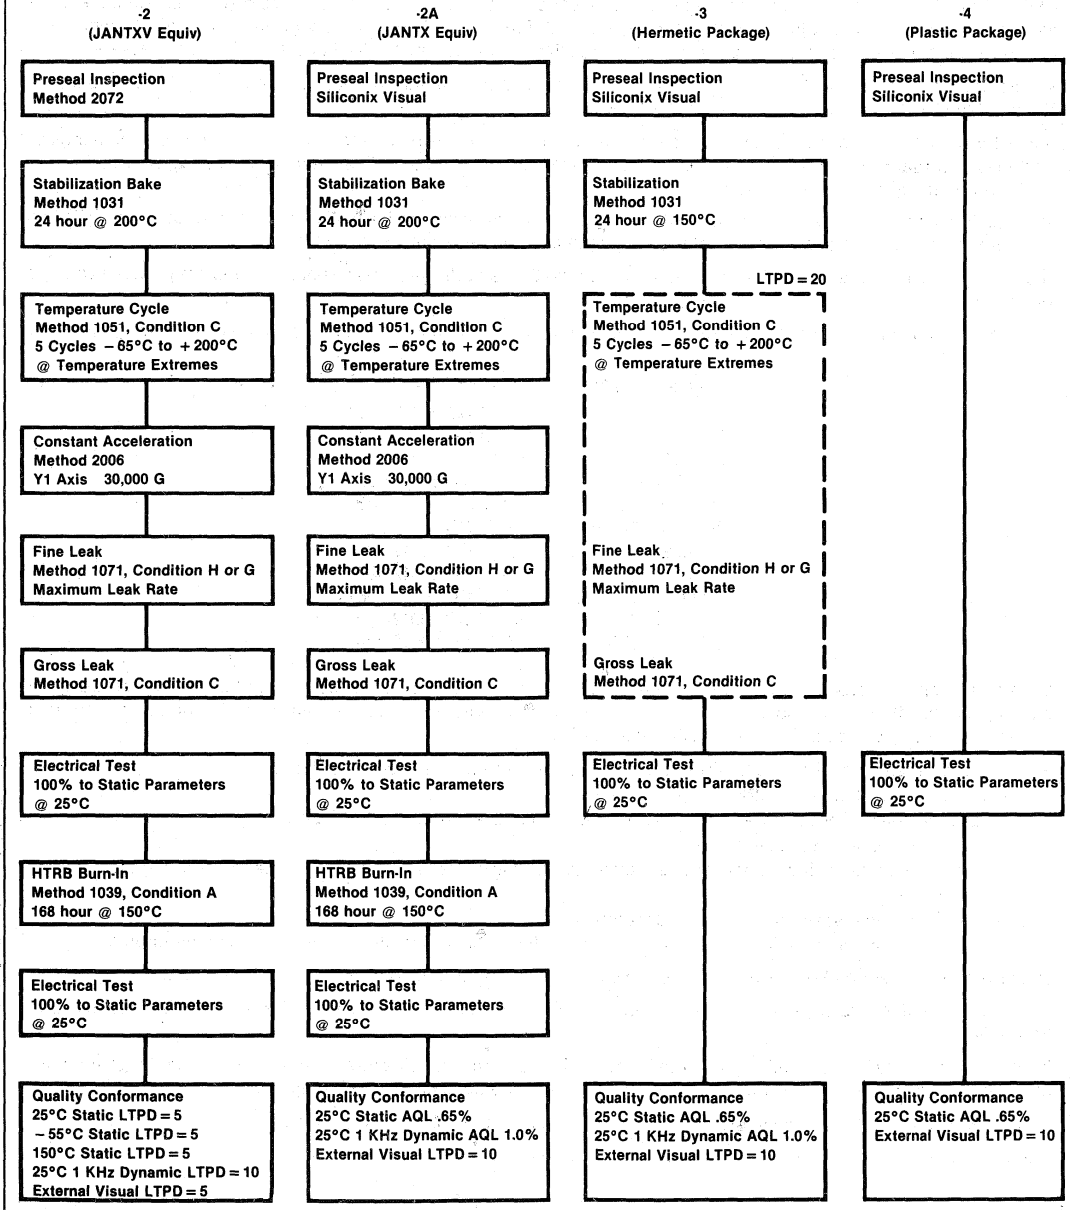 -2
(JANTXV Equiv)
Preseal Inspection
Method 2072
Stabilization Bake
Method 1031
24 hour @ 200°C
Temperature Cycle
Method 1051, Condition C
5 Cycles – 65°C to + 200°C
@ Temperature Extremes
Constant Acceleration
Method 2006
Y1 Axis 30,000 G
Fine Leak
Method 1071, Condition H or G
Maximum Leak Rate
Gross Leak
Method 1071, Condition C
Electrical Test
100% to Static Parameters
@ 25°C
HTRB Burn-In
Method 1039, Condition A
168 hour @ 150°C
Electrical Test
100% to Static Parameters
@ 25°C
Quality Conformance
25°C Static LTPD = 5
– 55°C Static LTPD = 5
150°C Static LTPD = 5
25°C 1 KHz Dynamic LTPD = 10
External Visual LTPD = 5
-2A
(JANTX Equiv)
Preseal Inspection
Siliconix Visual
Stabilization Bake
Method 1031
24 hour @ 200°C
Temperature Cycle
Method 1051, Condition C
5 Cycles – 65°C to + 200°C
@ Temperature Extremes
Constant Acceleration
Method 2006
Y1 Axis 30,000 G
Fine Leak
Method 1071, Condition H or G
Maximum Leak Rate
Gross Leak
Method 1071, Condition C
Electrical Test
100% to Static Parameters
@ 25°C
HTRB Burn-In
Method 1039, Condition A
168 hour @ 150°C
Electrical Test
100% to Static Parameters
@ 25°C
Quality Conformance
25°C Static AQL .65%
25°C 1 KHz Dynamic AQL 1.0%
External Visual LTPD = 10
-3
(Hermetic Package)
Preseal Inspection
Siliconix Visual
Stabilization
Method 1031
24 hour @ 150°C
LTPD = 20
Temperature Cycle
Method 1051, Condition C
5 Cycles – 65°C to + 200°C
@ Temperature Extremes
Fine Leak
Method 1071, Condition H or G
Maximum Leak Rate
Gross Leak
Method 1071, Condition C
Electrical Test
100% to Static Parameters
@ 25°C
Quality Conformance
25°C Static AQL .65%
25°C 1 KHz Dynamic AQL 1.0%
External Visual LTPD = 10
-4
(Plastic Package)
Preseal Inspection
Siliconix Visual
Electrical Test
100% to Static Parameters
@ 25°C
Quality Conformance
25°C Static AQL .65%
External Visual LTPD = 10